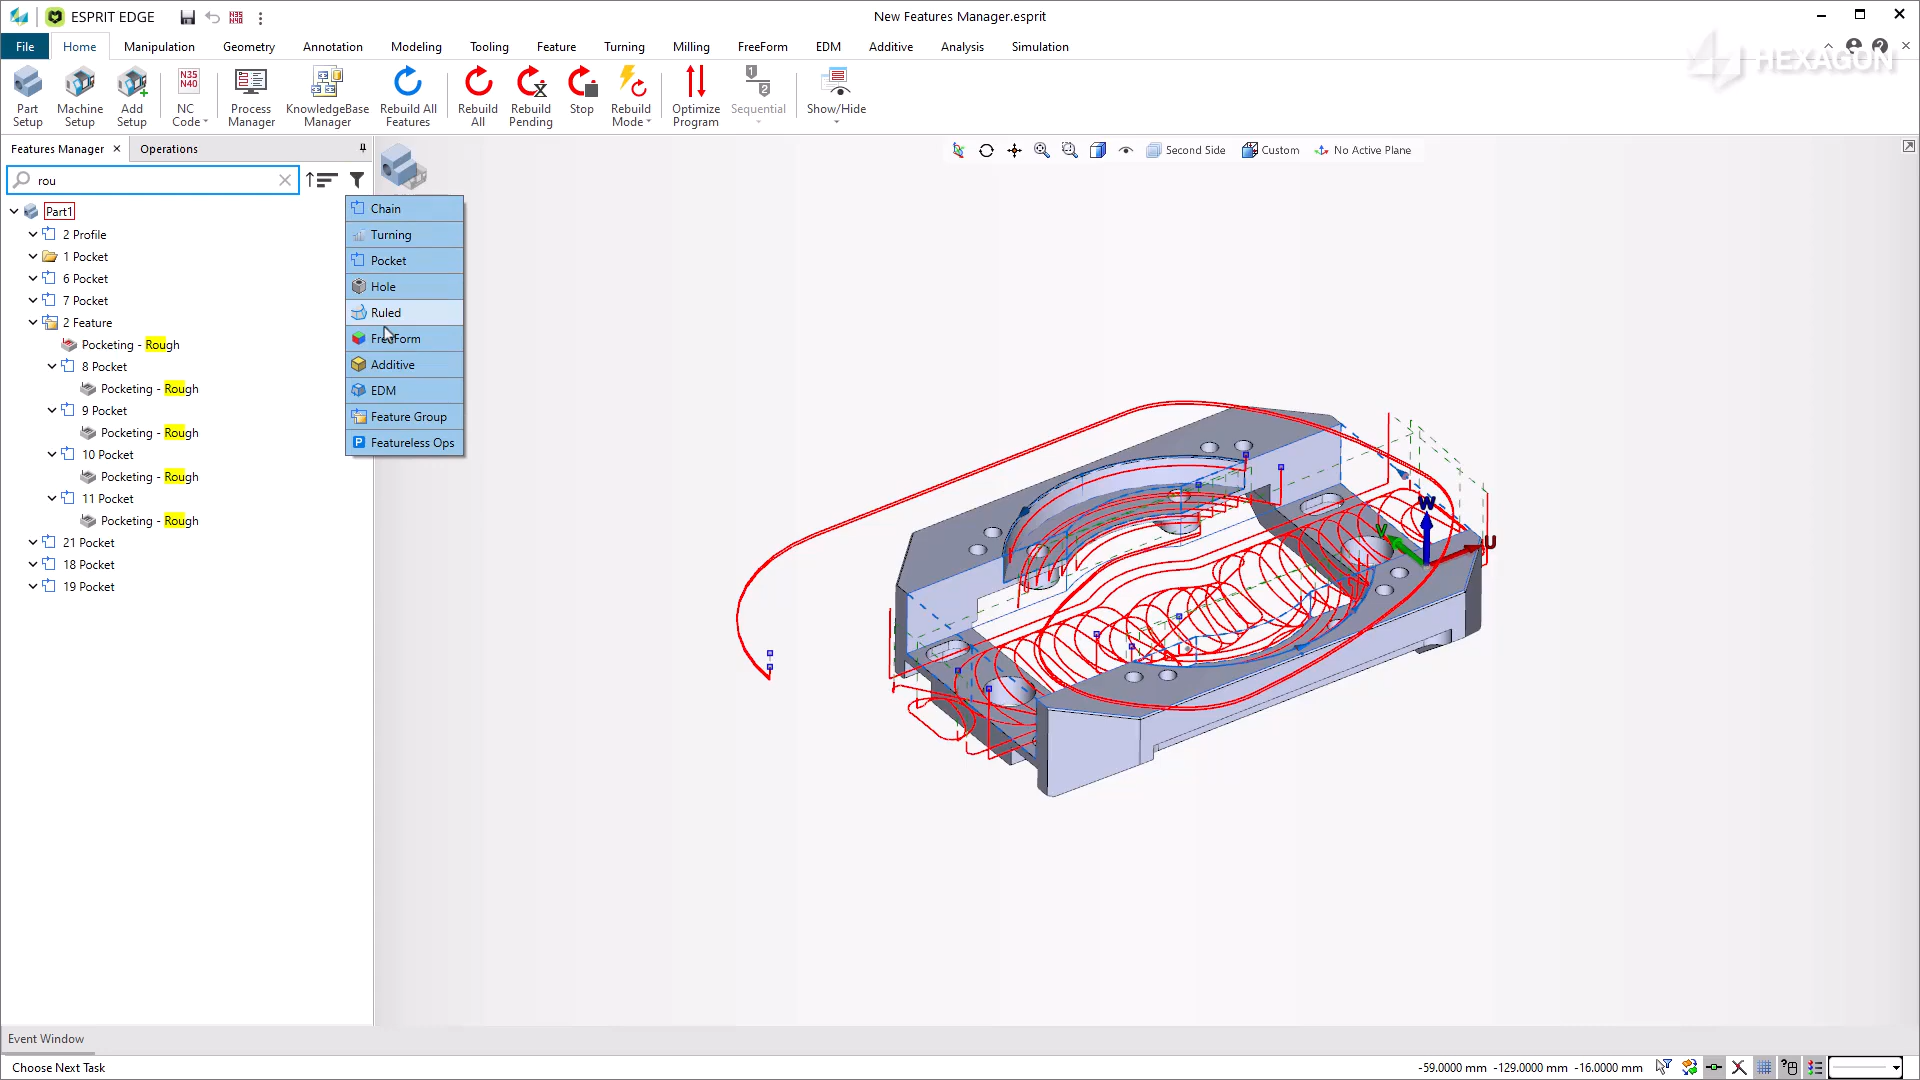 ESPRIT EDGE
N35
N40
New Features Manager.esprit
File
Home
Manipulation
Geometry
Annotation
Modeling
Tooling
Feature
Turning
Milling
FreeForm
EDM
Additive
Analysis
Simulation
HEXAGON
Part
Setup
Machine
Setup
Add
Setup
N35
N40
NC
Code
Process
Manager
KnowledgeBase
Manager
Rebuild All
Features
Rebuild
All
Rebuild
Pending
Stop
Rebuild
Mode
Optimize
Program
1
2
Sequential
Show/Hide
Features Manager
Operations
Second Side
Custom
No Active Plane
rou
Part1
2 Profile
1 Pocket
6 Pocket
7 Pocket
2 Feature
Pocketing - Rough
8 Pocket
Pocketing - Rough
9 Pocket
Pocketing - Rough
10 Pocket
Pocketing - Rough
11 Pocket
Pocketing - Rough
21 Pocket
18 Pocket
19 Pocket
Chain
Turning
Pocket
Hole
Ruled
FreeForm
Additive
EDM
Feature Group
P Featureless Ops
W
V
U
Event Window
Choose Next Task
-59.0000 mm -129.0000 mm -16.0000 mm